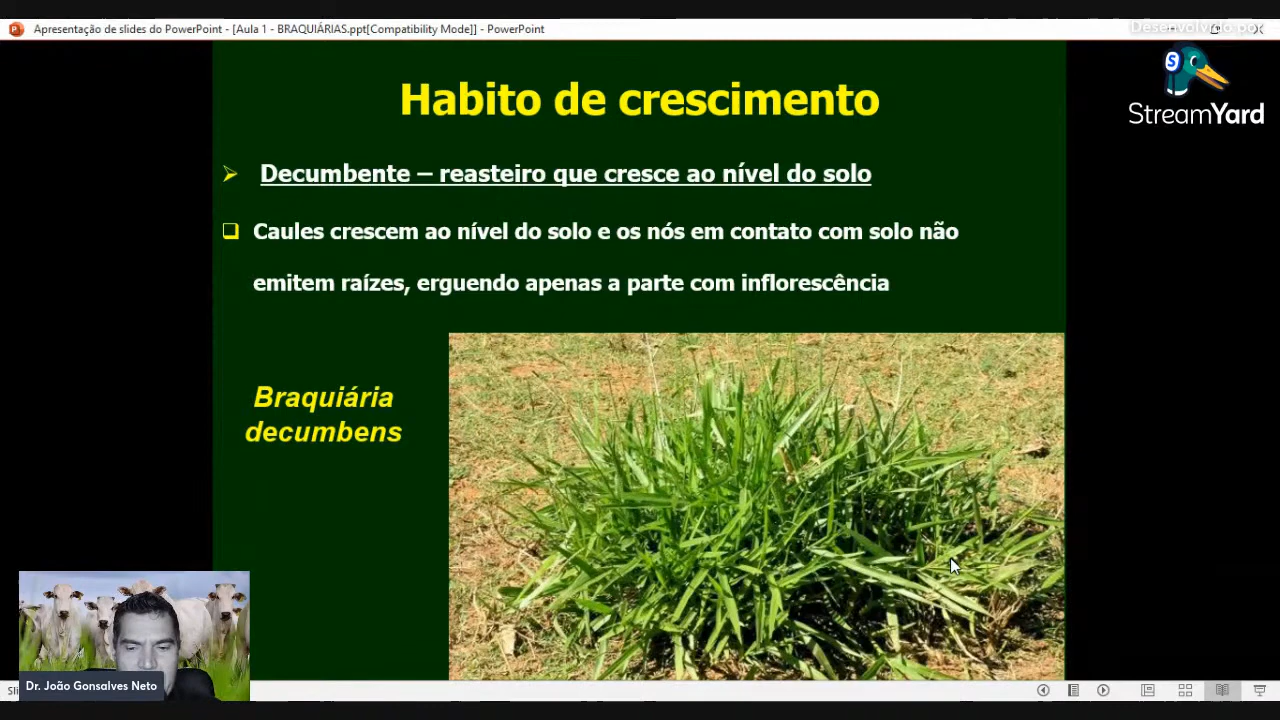 Apresentação de slides do PowerPoint - [Aula 1 - BRAQUIÁRIAS.ppt[Compatibility Mode]] - PowerPoint
Desenvolvido por
StreamYard
Habito de crescimento
Decumbente – reasteiro que cresce ao nível do solo
Caules crescem ao nível do solo e os nós em contato com solo não
emitem raízes, erguendo apenas a parte com inflorescência
Braquiária
decumbens
Dr. João Gonsalves Neto